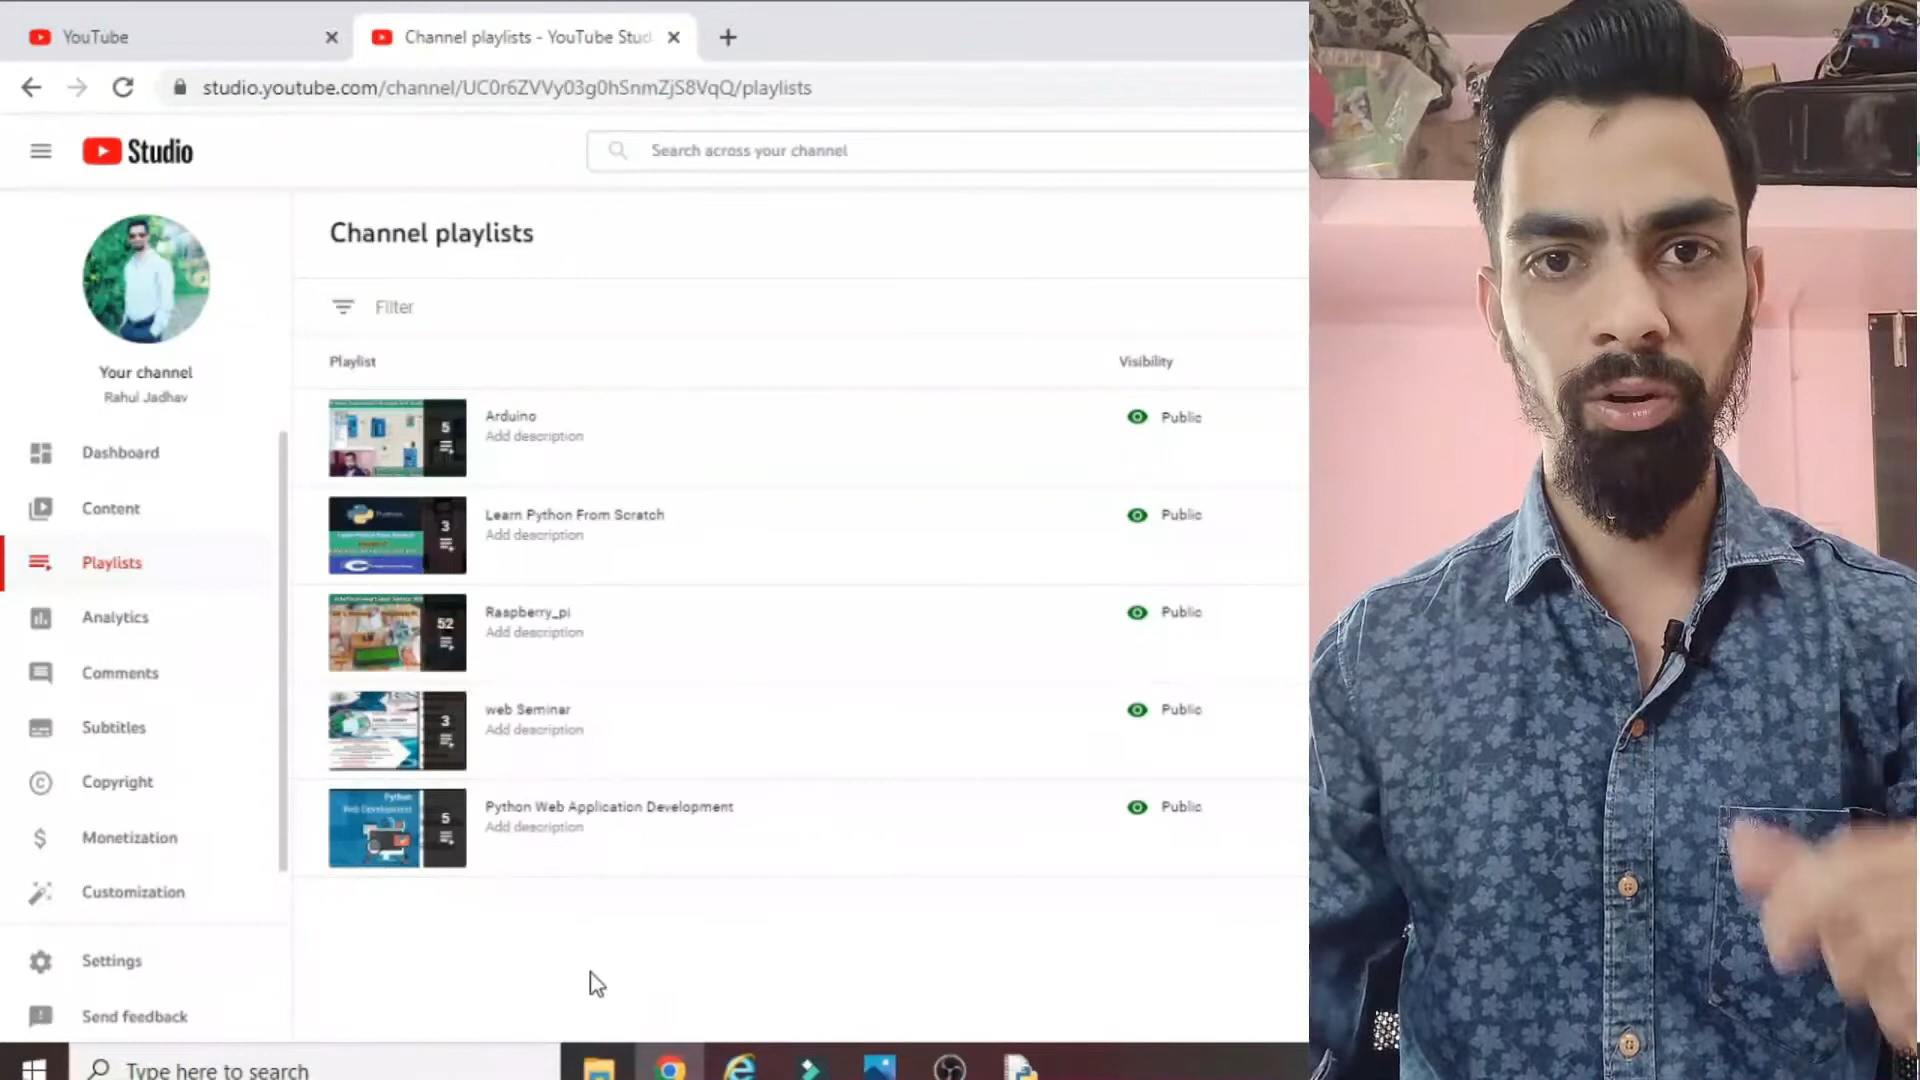 YouTube
Channel playlists - YouTube Stud
studio.youtube.com/channel/UC0r6ZVVy03g0hSnmZjS8VqQ/playlists
Studio
Search across your channel
Channel playlists
Filter
Your channel
Rahul Jadhav
Playlist
Visibility
Dashboard
Content
Playlists
Analytics
Comments
Subtitles
Copyright
Monetization
Customization
Settings
Send feedback
5
Arduino
Add description
Public
3
Learn Python From Scratch
Add description
Public
52
Raspberry_pi
Add description
Public
3
web Seminar
Add description
Public
Python
Web Development
5
Python Web Application Development
Add description
Public
Type here to search